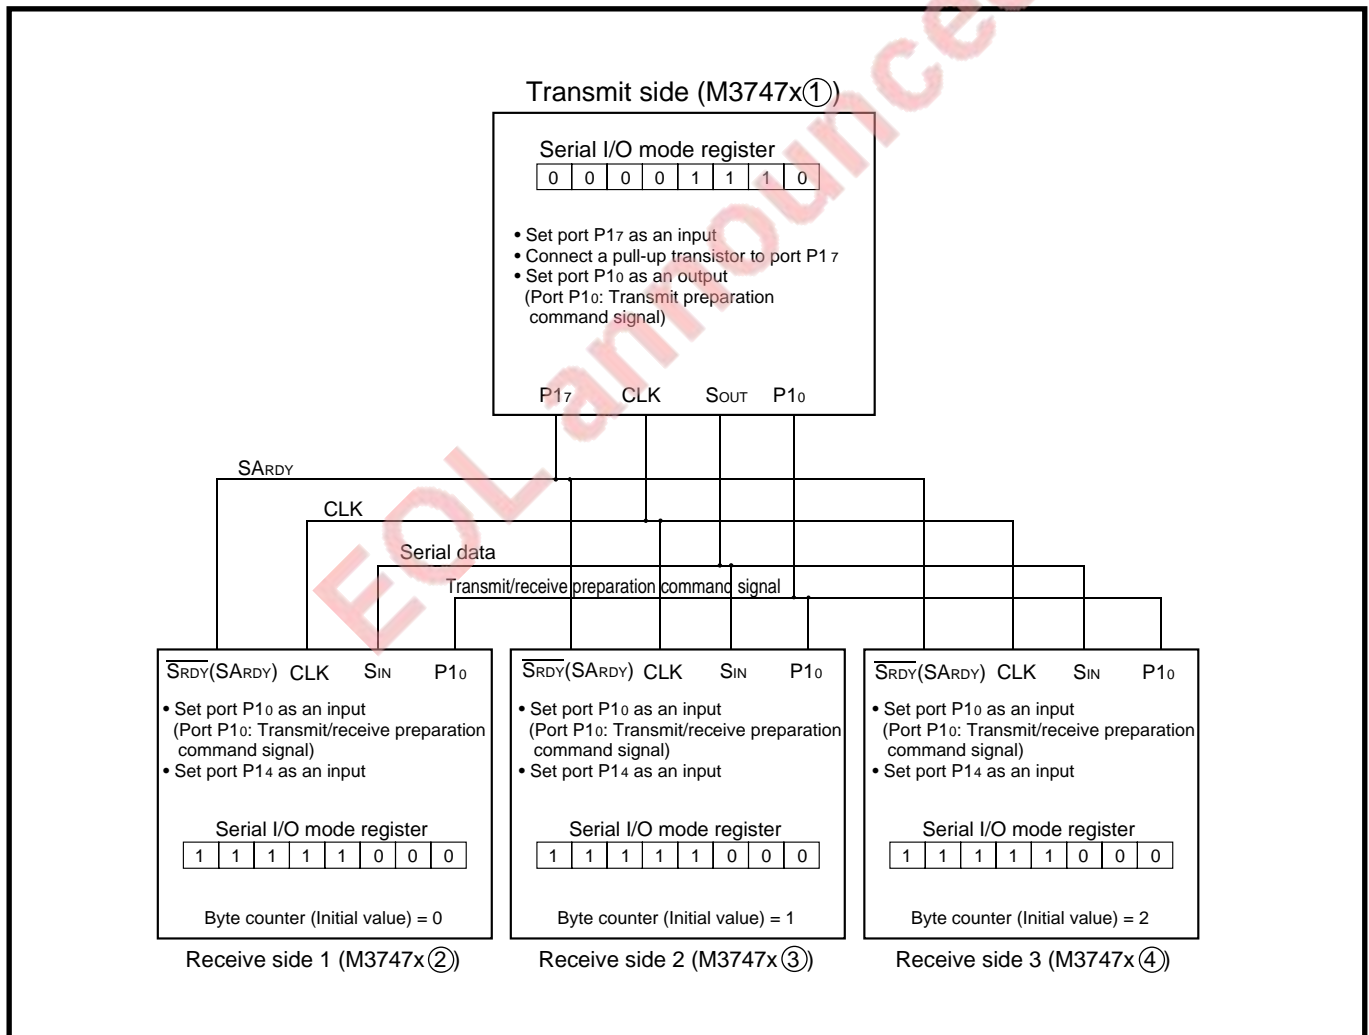 Transmit side (M3747x①)
Serial I/O mode register
0 0 0 0 1 1 1 0
• Set port P17 as an input
• Connect a pull-up transistor to port P17
• Set port P10 as an output
(Port P10: Transmit preparation
command signal)
P17 CLK SOUT P10
SARDY
CLK
Serial data
Transmit/receive preparation command signal
SRDY(SARDY) CLK SIN P10
• Set port P10 as an input
(Port P10: Transmit/receive preparation
command signal)
• Set port P14 as an input
Serial I/O mode register
1 1 1 1 1 0 0 0
Byte counter (Initial value) = 0
Receive side 1 (M3747x②)
SRDY(SARDY) CLK SIN P10
• Set port P10 as an input
(Port P10: Transmit/receive preparation
command signal)
• Set port P14 as an input
Serial I/O mode register
1 1 1 1 1 0 0 0
Byte counter (Initial value) = 1
Receive side 2 (M3747x③)
SRDY(SARDY) CLK SIN P10
• Set port P10 as an input
(Port P10: Transmit/receive preparation
command signal)
• Set port P14 as an input
Serial I/O mode register
1 1 1 1 1 0 0 0
Byte counter (Initial value) = 2
Receive side 3 (M3747x④)
EOL announced